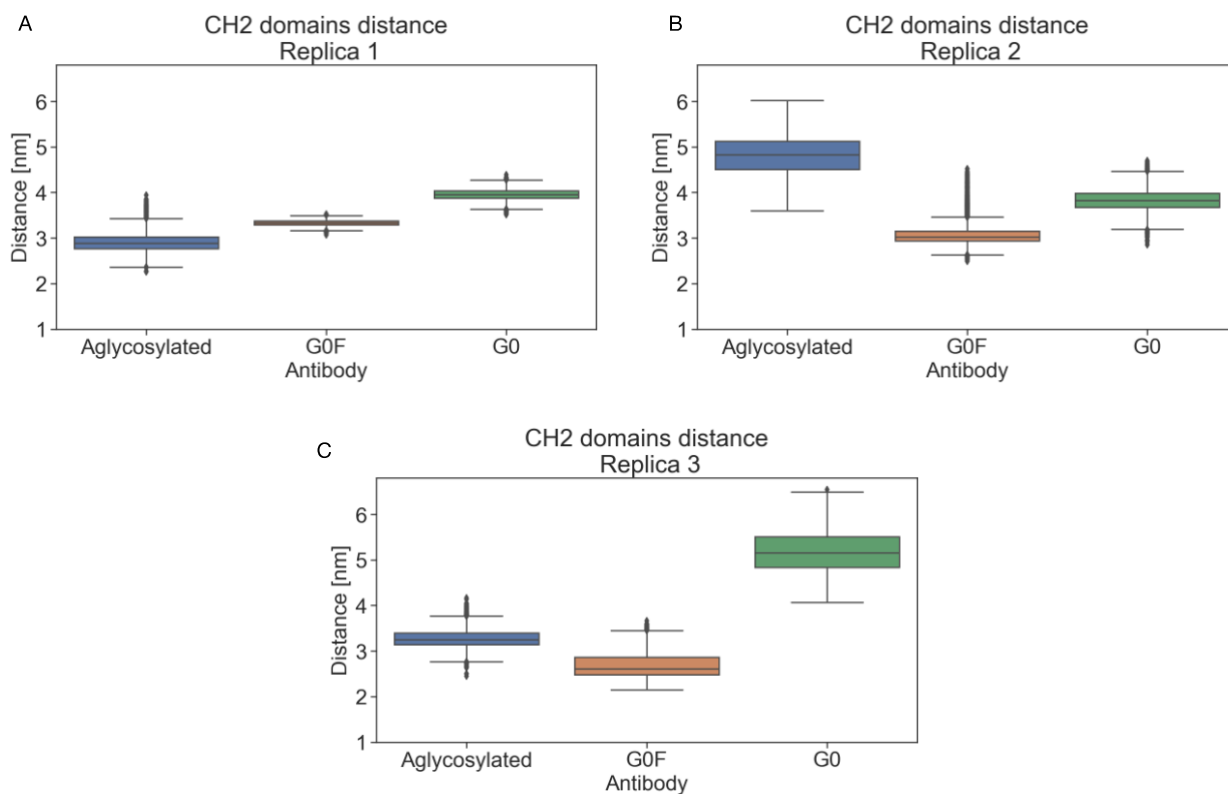 A
CH2 domains distance
Replica 1
Distance [nm]
6
5
4
3
2
1
Aglycosylated G0F G0
Antibody
B
CH2 domains distance
Replica 2
Distance [nm]
6
5
4
3
2
1
Aglycosylated G0F G0
Antibody
C
CH2 domains distance
Replica 3
Distance [nm]
6
5
4
3
2
1
Aglycosylated G0F G0
Antibody